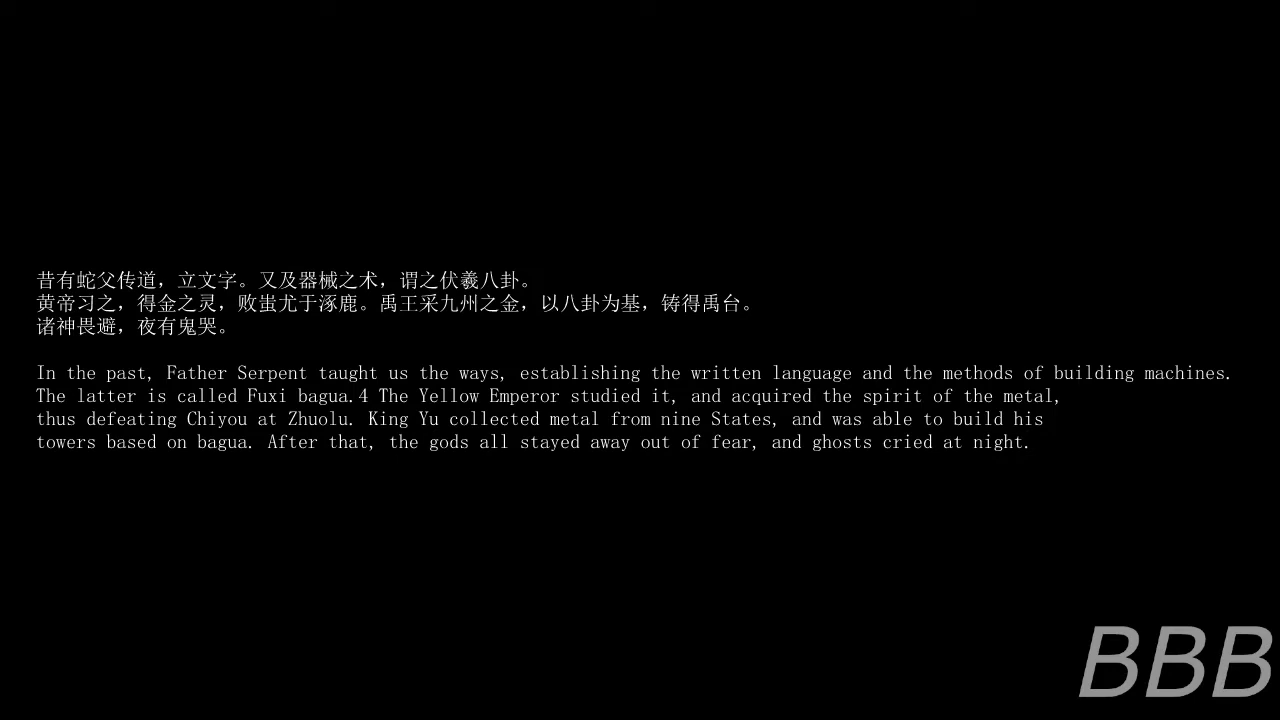 昔有蛇父传道，立文字。又及器械之术，谓之伏羲八卦。
黄帝习之，得金之灵，败蚩尤于涿鹿。禹王采九州之金，以八卦为基，铸得禹台。
诸神畏避，夜有鬼哭。
In the past, Father Serpent taught us the ways, establishing the written language and the methods of building machines.
The latter is called Fuxi bagua.4 The Yellow Emperor studied it, and acquired the spirit of the metal,
thus defeating Chiyou at Zhuolu. King Yu collected metal from nine States, and was able to build his
towers based on bagua. After that, the gods all stayed away out of fear, and ghosts cried at night.
BBB